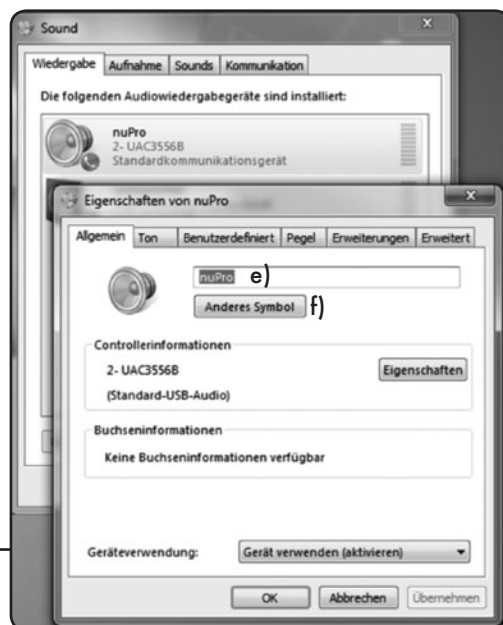 Sound
Wiedergabe Aufnahme Sounds Kommunikation
Die folgenden Audiowiedergabegeräte sind installiert:
nuPro
2- UAC3556B
Standardkommunikationsgerät
Eigenschaften von nuPro
Allgemein Ton Benutzerdefiniert Pegel Erweiterungen Erweitert
nuPro e)
Anderes Symbol f)
Controllerinformationen
2- UAC3556B Eigenschaften
(Standard-USB-Audio)
Buchseninformationen
Keine Buchseninformationen verfügbar
Geräteverwendung: Gerät verwenden (aktivieren)
OK Abbrechen Übernehmen